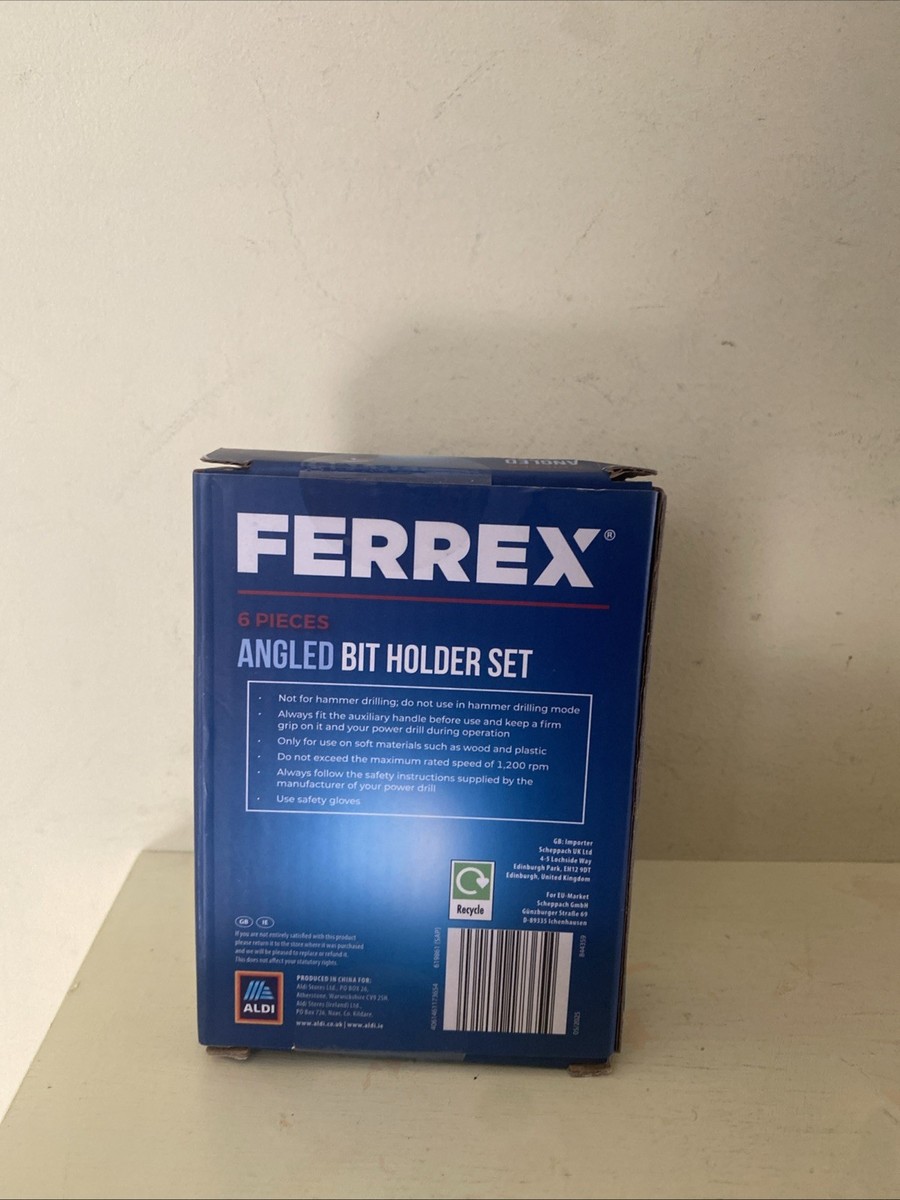 ANGLED
FERREX®
6 PIECES
ANGLED BIT HOLDER SET
· Not for hammer drilling; do not use in hammer drilling mode
· Always fit the auxiliary handle before use and keep a firm
grip on it and your power drill during operation
· Only for use on soft materials such as wood and plastic
· Do not exceed the maximum rated speed of 1,200 rpm
· Always follow the safety instructions supplied by the
manufacturer of your power drill
· Use safety gloves
GB: Importer
Scheppach UK Ltd
4-5 Lochside Way
Edinburgh Park, EH12 9DT
Edinburgh, United Kingdom
For EU-Market
Scheppach GmbH
Günzburger Straße 69
D-89335 Ichenhausen
Recycle
GB IE
If you are not entirely satisfied with this product
please return it to the store where it was purchased
and we will be pleased to replace or refund it.
This does not affect your statutory rights.
ALDI
PRODUCED IN CHINA FOR:
Aldi Stores Ltd., PO BOX 26,
Atherstone, Warwickshire CV9 2SH.
Aldi Stores (Ireland) Ltd.,
PO Box 726, Naas, Co. Kildare.
www.aldi.co.uk | www.aldi.ie
844359
05/2025